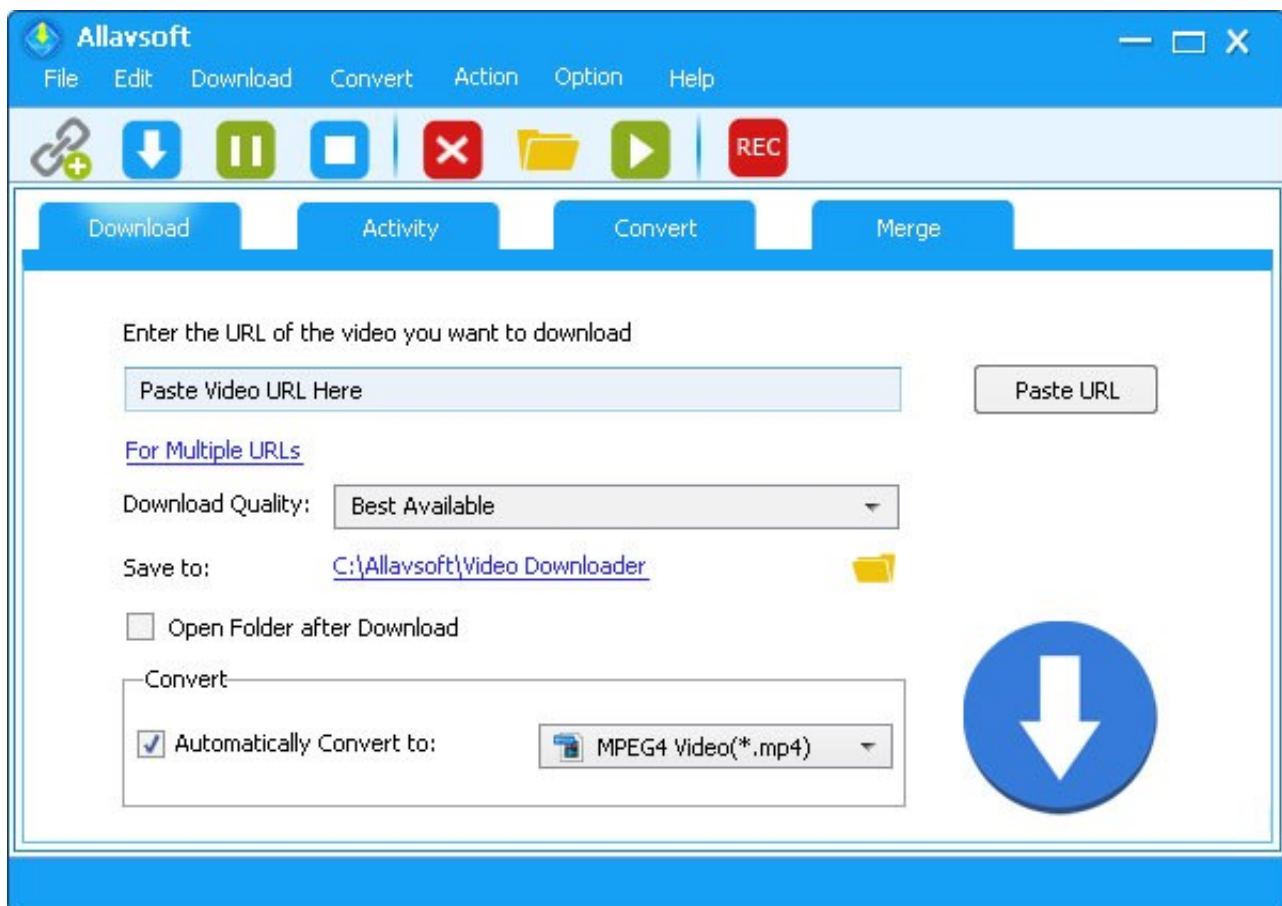 Allavsoft
File Edit Download Convert Action Option Help
REC
Download Activity Convert Merge
Enter the URL of the video you want to download
Paste Video URL Here Paste URL
For Multiple URLs
Download Quality: Best Available
Save to: C:\Allavsoft\Video Downloader
Open Folder after Download
Convert
Automatically Convert to: MPEG4 Video(*.mp4)